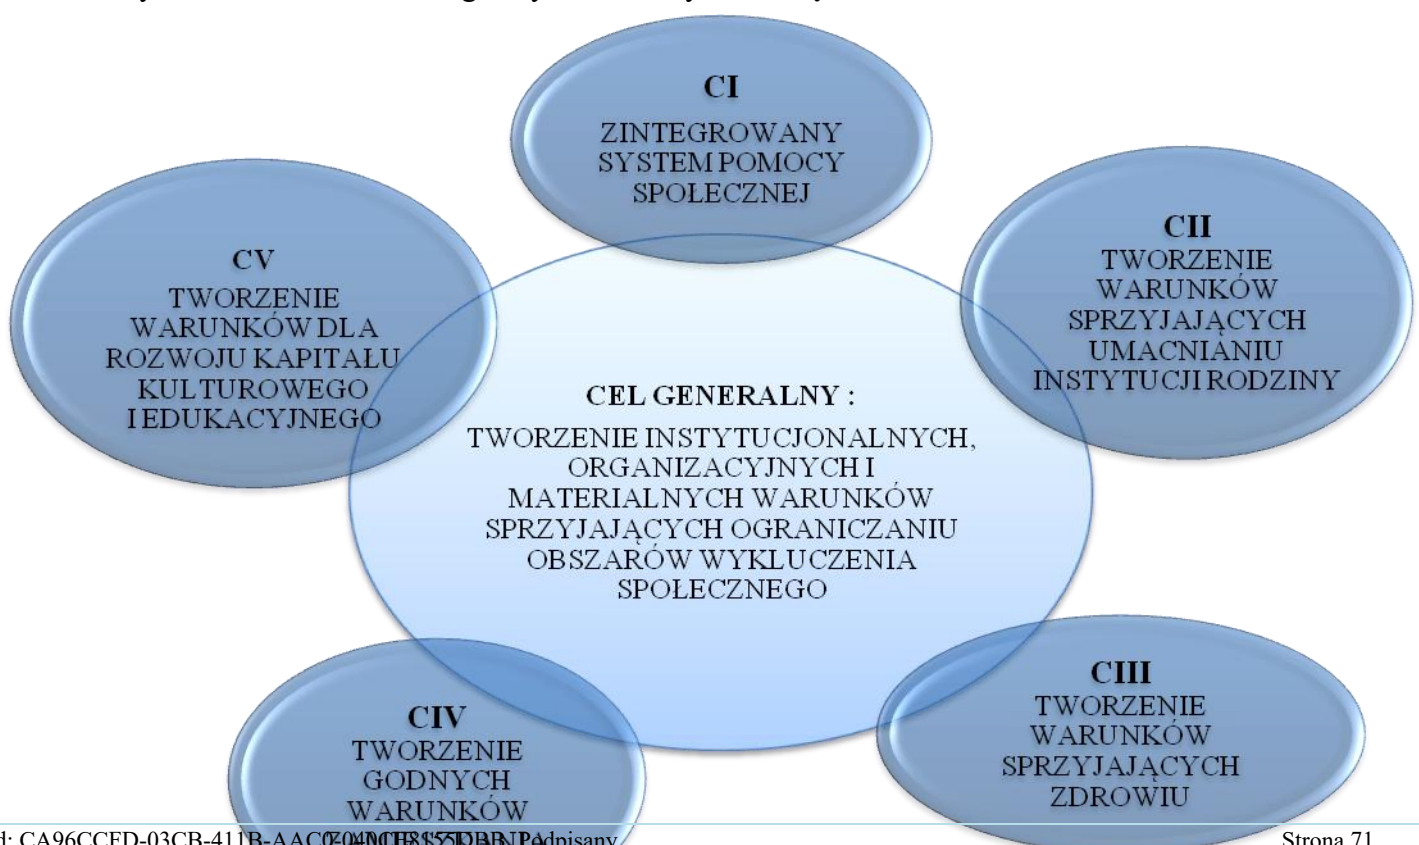 CI
ZINTEGROWANY
SYSTEM POMOCY
SPOŁECZNEJ
CII
TWORZENIE
WARUNKÓW
SPRZYJAJĄCYCH
UMACNIANIU
INSTYTUCJI RODZINY
CV
TWORZENIE
WARUNKÓW DLA
ROZWOJU KAPITAŁU
KULTUROWEGO
I EDUKACYJNEGO
CEL GENERALNY :
TWORZENIE INSTYTUCJONALNYCH,
ORGANIZACYJNYCH I
MATERIALNYCH WARUNKÓW
SPRZYJAJĄCYCH OGRANICZANIU
OBSZARÓW WYKLUCZENIA
SPOŁECZNEGO
CIII
TWORZENIE
WARUNKÓW
SPRZYJAJĄCYCH
ZDROWIU
CIV
TWORZENIE
GODNYCH
WARUNKÓW
Podpisany
Strona 71